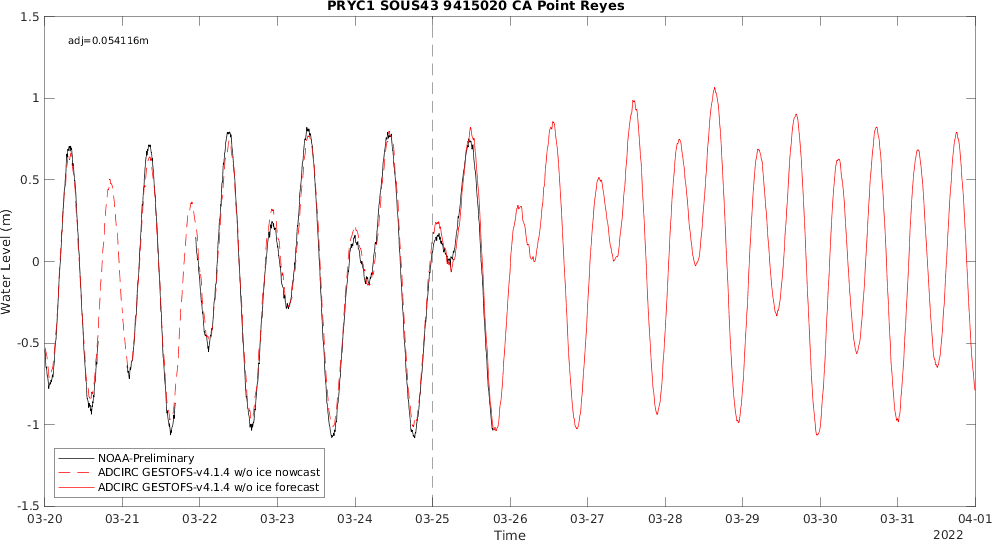 PRYC1 SOUS43 9415020 CA Point Reyes
adj=0.054116m
1.5
1
0.5
0
-0.5
-1
-1.5
Water Level (m)
NOAA-Preliminary
ADCIRC GESTOFS-v4.1.4 w/o ice nowcast
ADCIRC GESTOFS-v4.1.4 w/o ice forecast
03-20 03-21 03-22 03-23 03-24 03-25 03-26 03-27 03-28 03-29 03-30 03-31 04-01
Time
2022